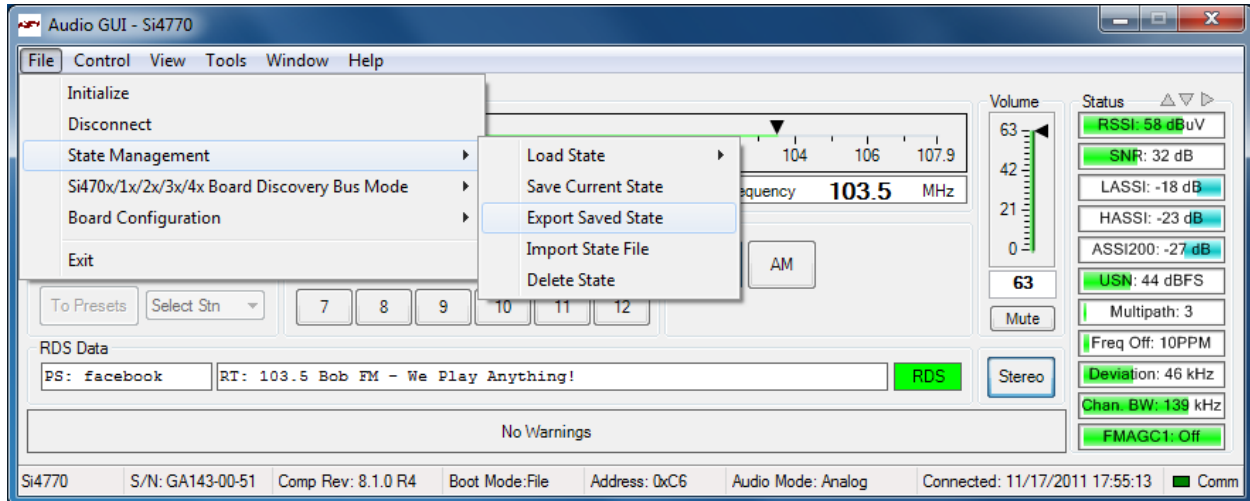 Audio GUI - Si4770
File Control View Tools Window Help
Initialize
Disconnect
State Management
Si470x/1x/2x/3x/4x Board Discovery Bus Mode
Board Configuration
Exit
Load State
Save Current State
Export Saved State
Import State File
Delete State
104 106 107.9
103.5 MHz
AM
To Presets Select Stn
7 8 9 10 11 12
RDS Data
PS: facebook RT: 103.5 Bob FM - We Play Anything! RDS
No Warnings
Volume
63
42
21
0
63
Mute
Stereo
Status
RSSI: 58 dBuV
SNR: 32 dB
LASSI: -18 dB
HASSI: -23 dB
ASSI200: -27 dB
USN: 44 dBFS
Multipath: 3
Freq Off: 10PPM
Deviation: 46 kHz
Chan. BW: 139 kHz
FMAGC1: Off
Si4770 S/N: GA143-00-51 Comp Rev: 8.1.0 R4 Boot Mode:File Address: 0xC6 Audio Mode: Analog Connected: 11/17/2011 17:55:13 Comm